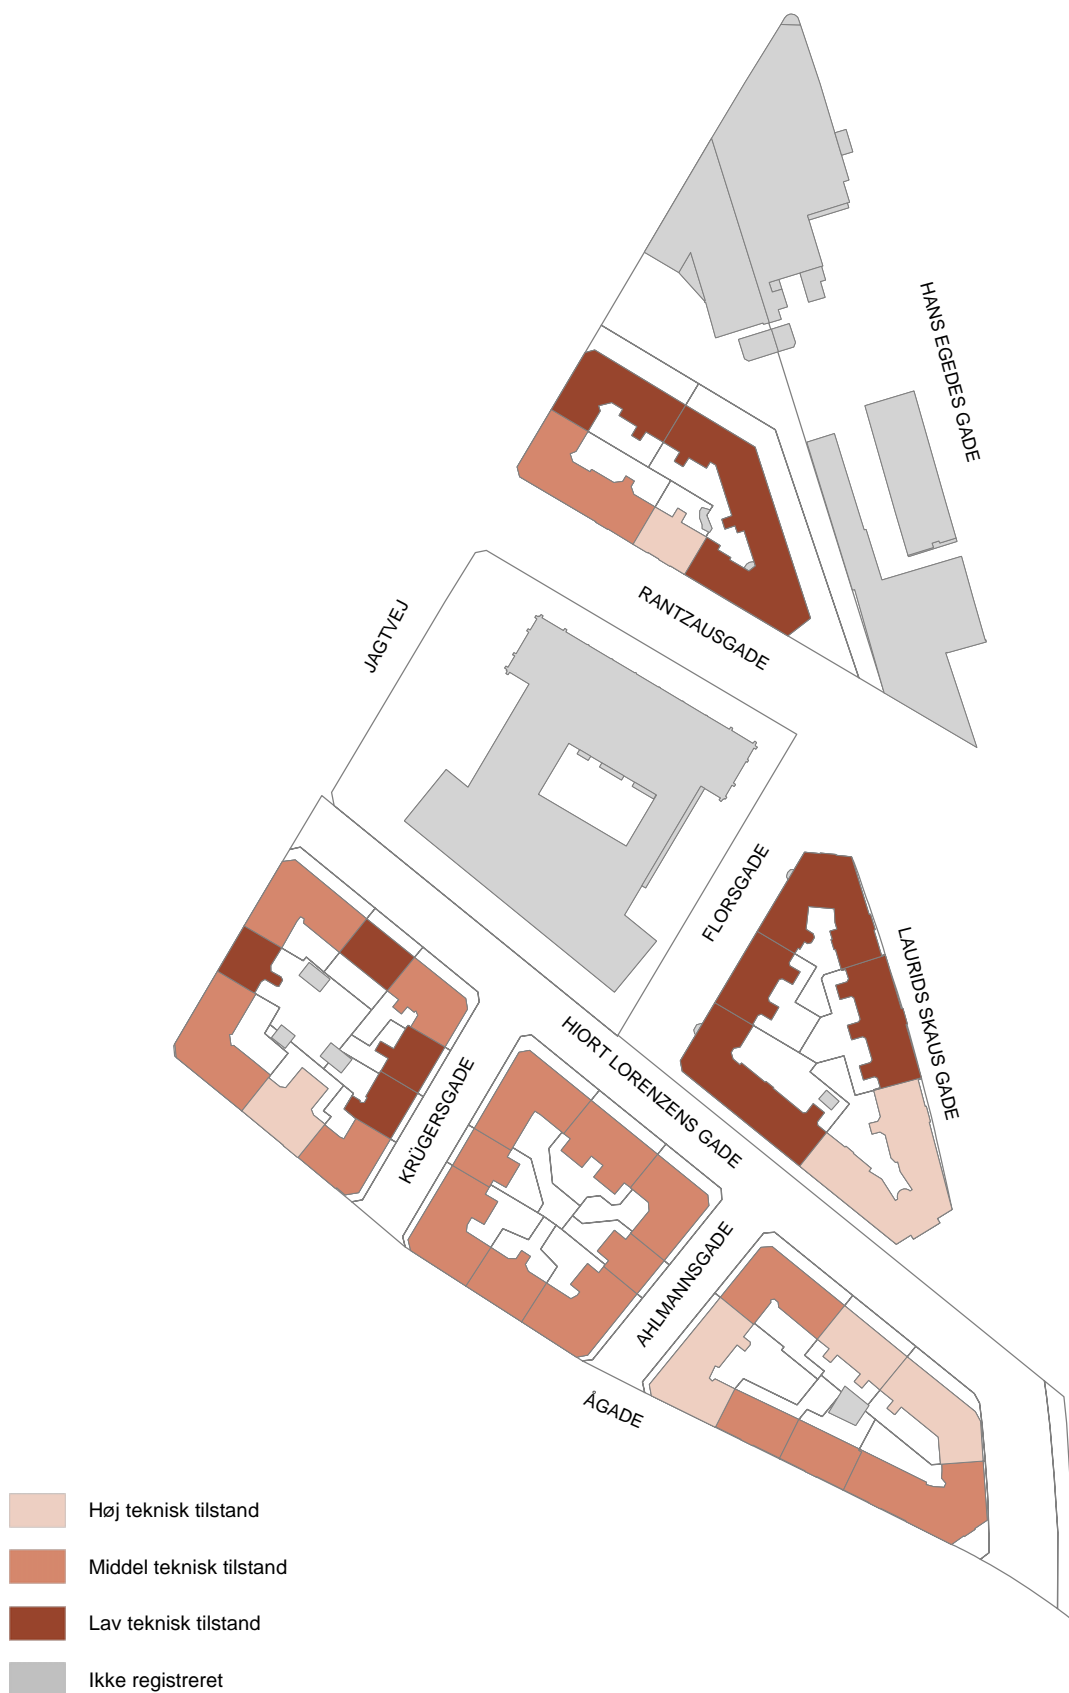 HANS EGEDES GADE
RANTZAUSGADE
JAGTVEJ
FLORSGADE
LAURIDS SKAUS GADE
HIORT LORENZENS GADE
KRÜGERSGADE
AHLMANNSGADE
ÅGADE
Høj teknisk tilstand
Middel teknisk tilstand
Lav teknisk tilstand
Ikke registreret